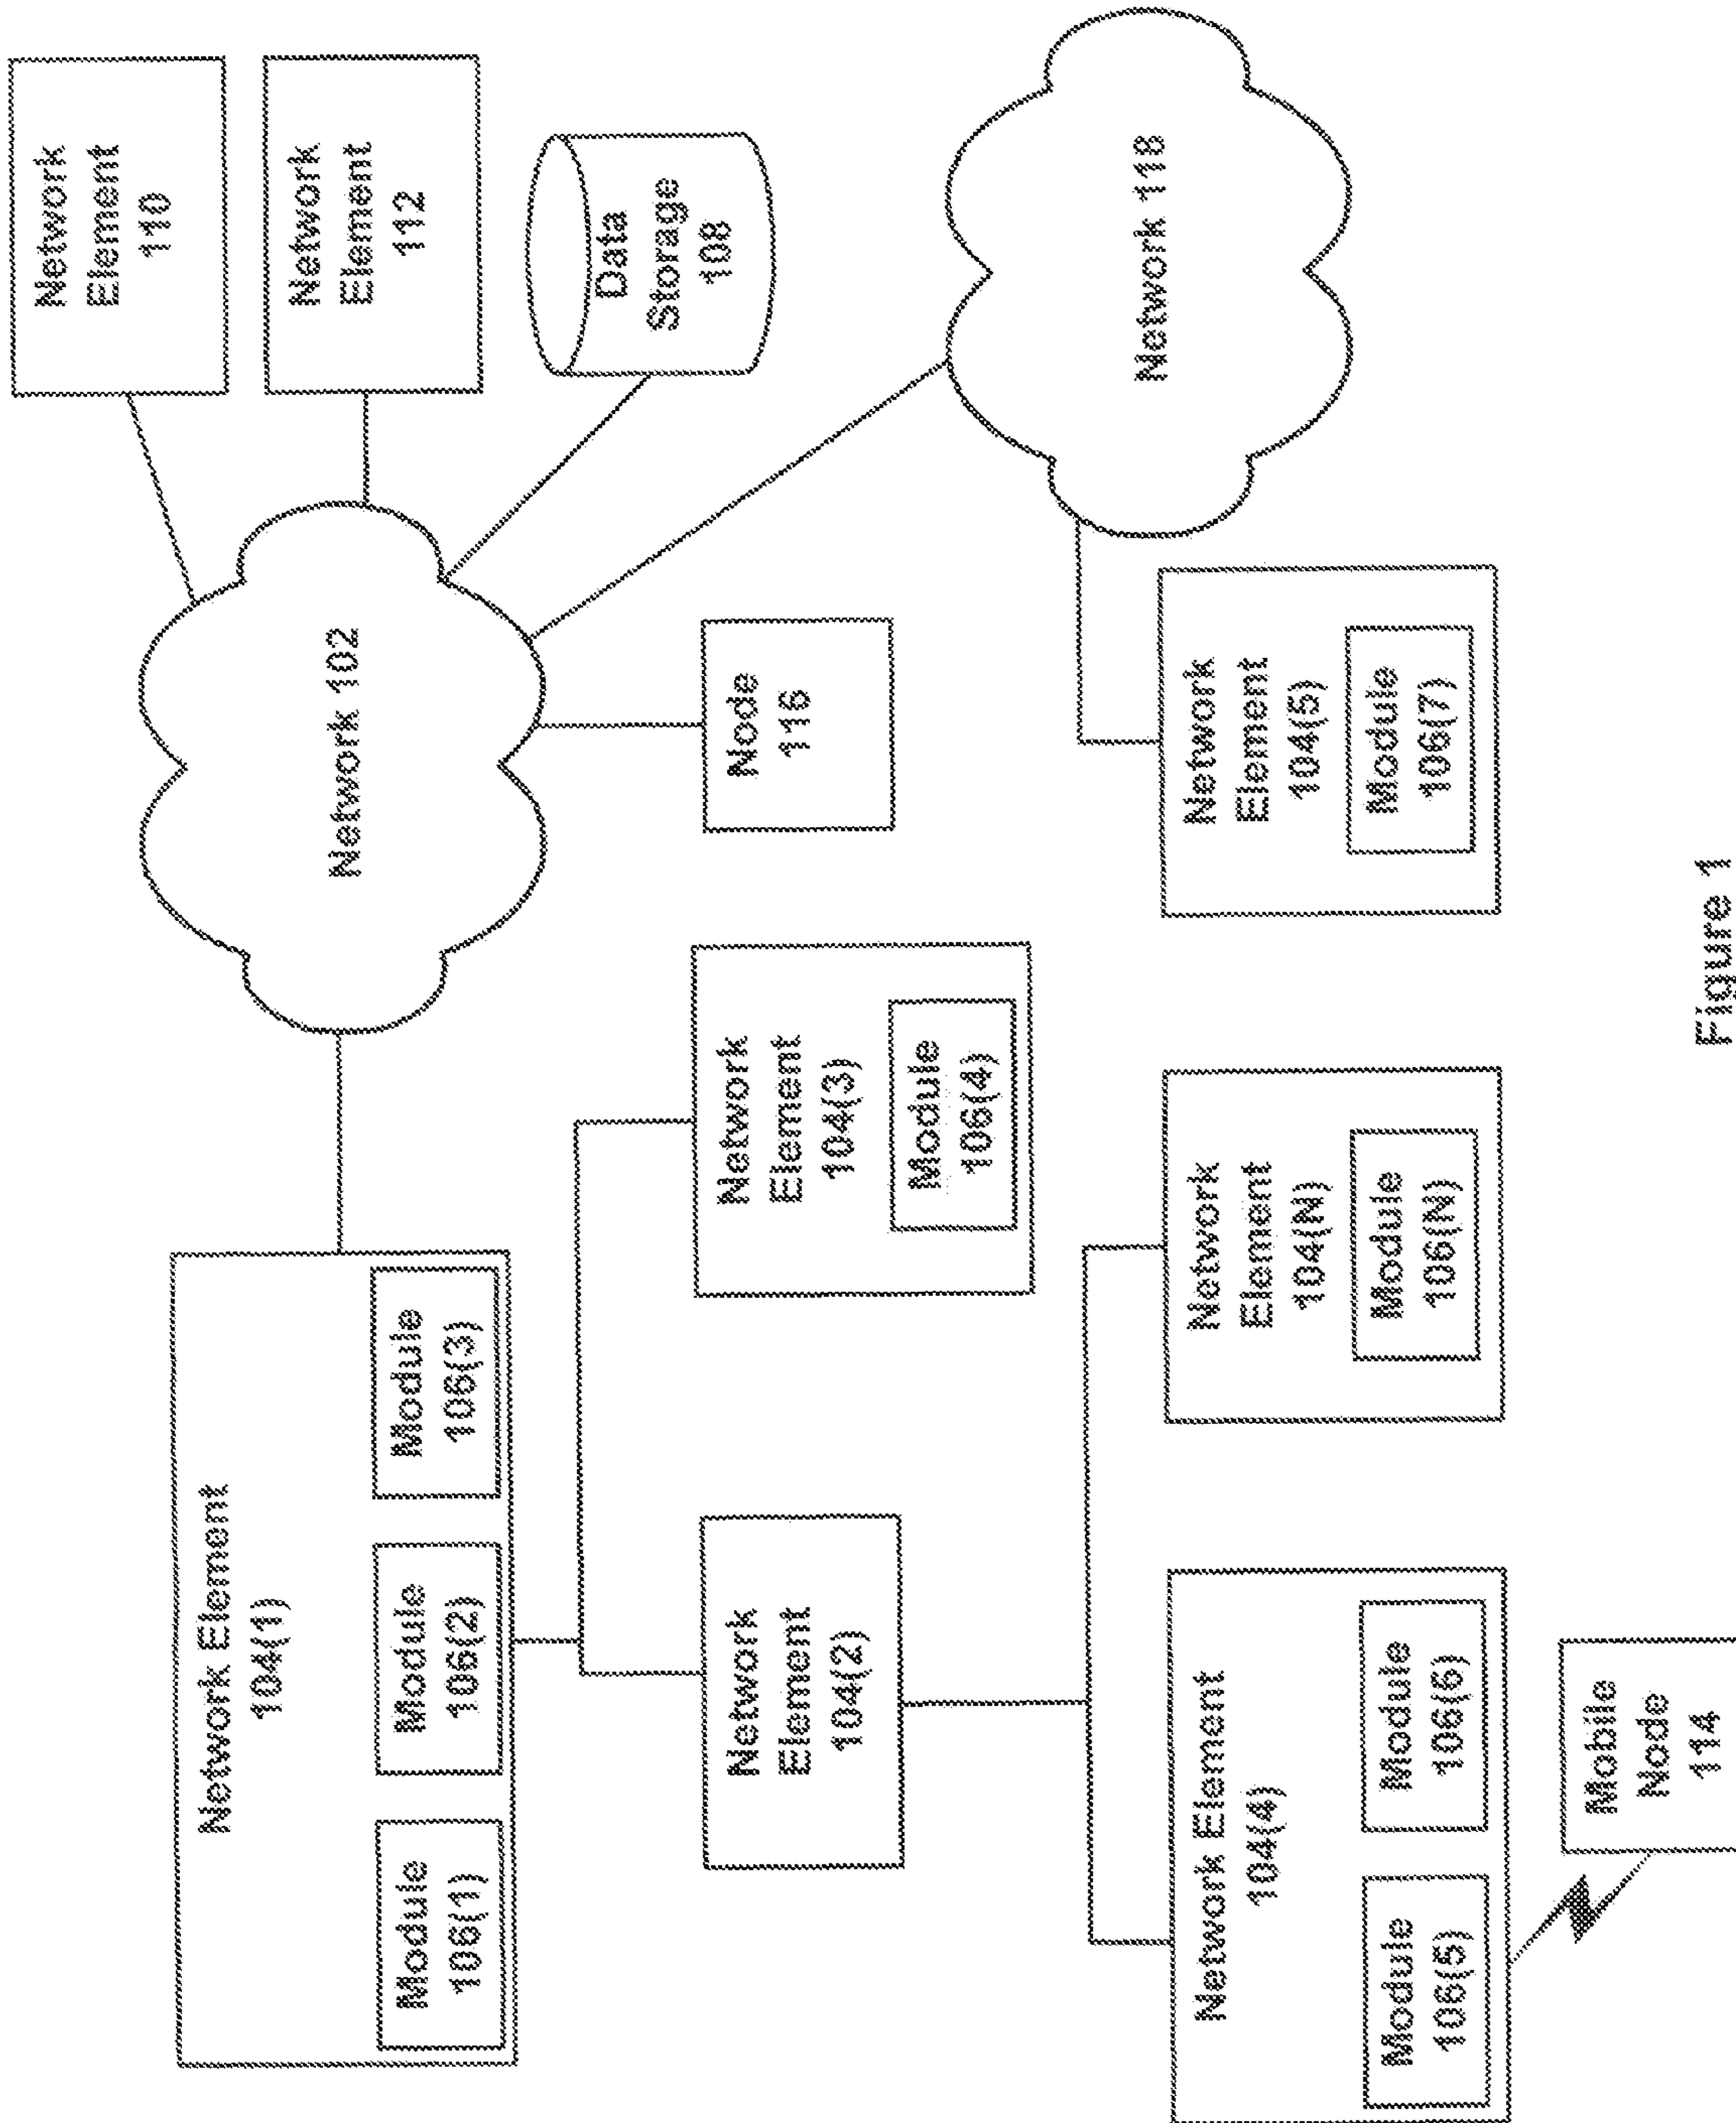 Network Element
104(1)
Module
106(1)
Module
106(2)
Module
106(3)
Network 102
Network
Element
110
Network
Element
112
Data
Storage
108
Network
Element
104(2)
Network
Element
104(3)
Module
106(4)
Node
116
Network 118
Network Element
104(4)
Module
106(5)
Module
106(6)
Network
Element
104(N)
Module
106(N)
Network
Element
104(5)
Module
106(7)
Mobile
Node
114
Figure 1